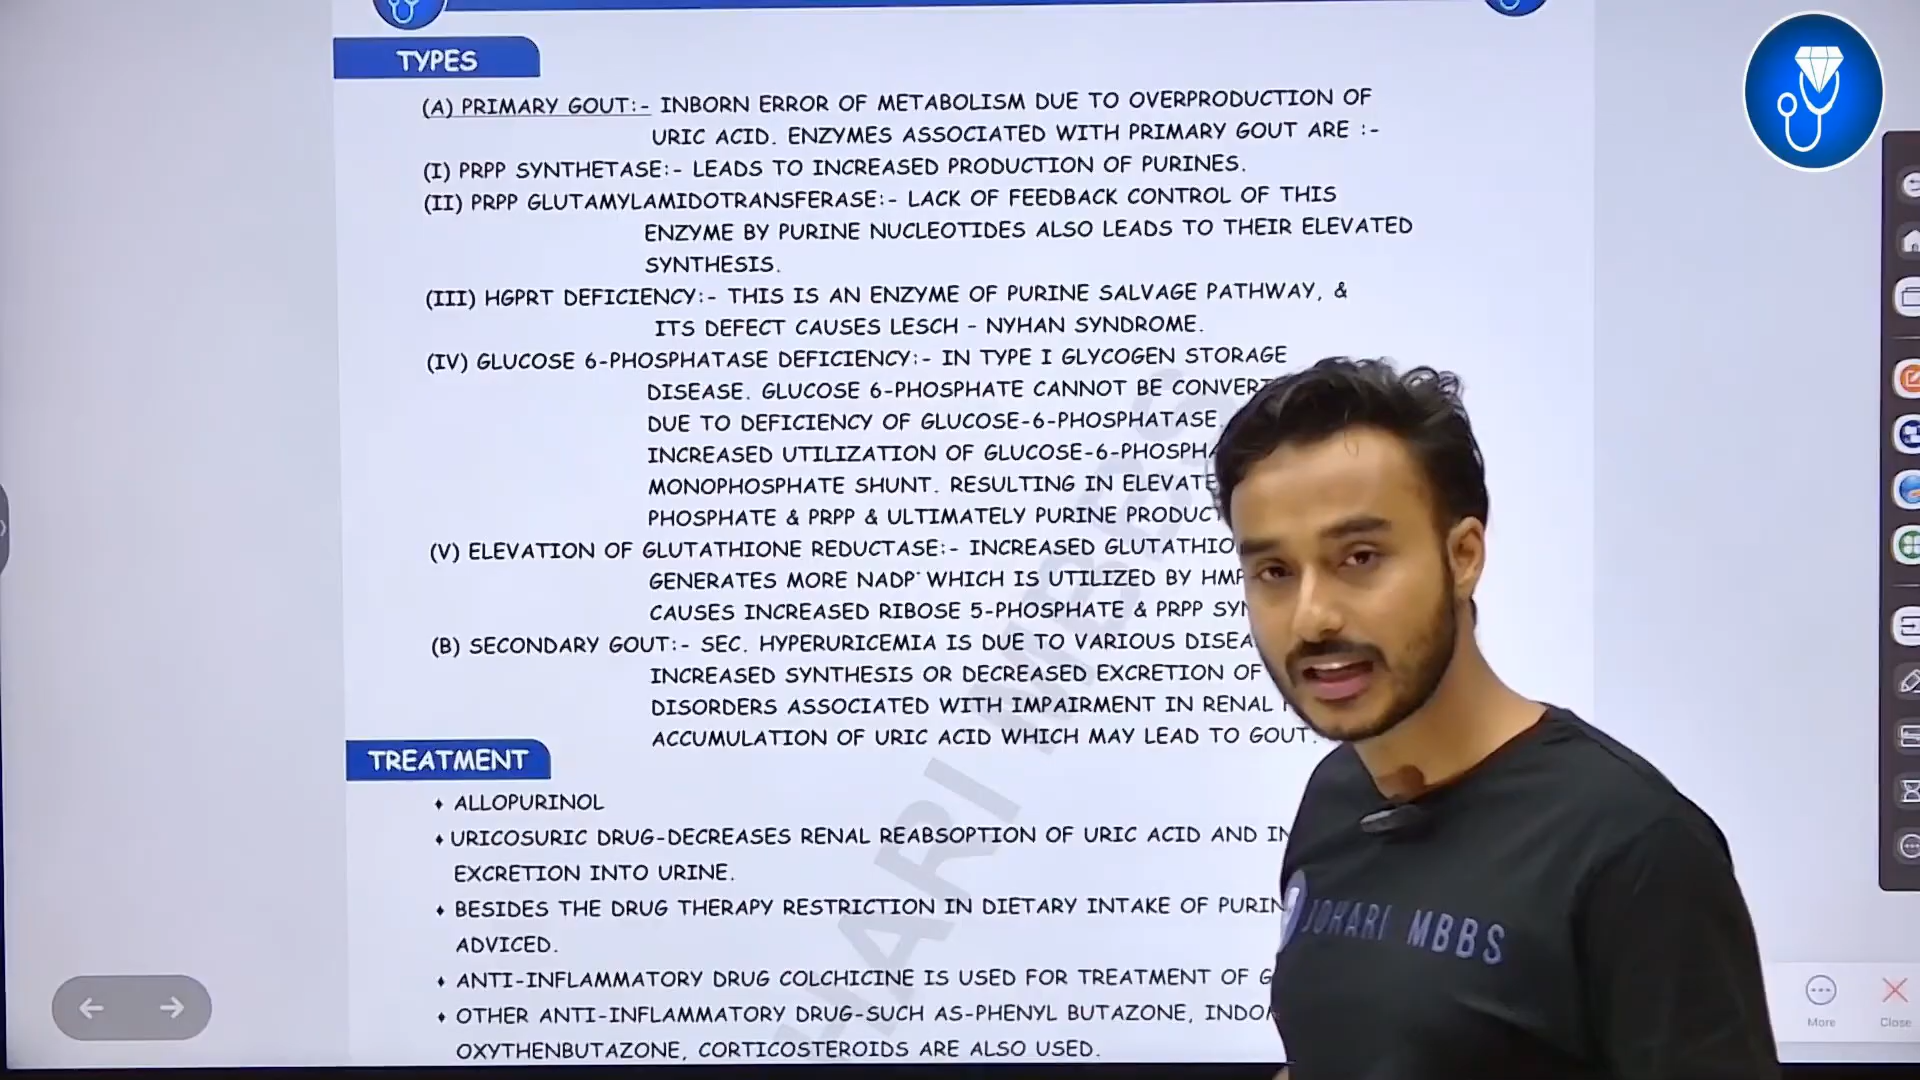 TYPES
(A) PRIMARY GOUT:- INBORN ERROR OF METABOLISM DUE TO OVERPRODUCTION OF
URIC ACID. ENZYMES ASSOCIATED WITH PRIMARY GOUT ARE :-
(I) PRPP SYNTHETASE:- LEADS TO INCREASED PRODUCTION OF PURINES.
(II) PRPP GLUTAMYLAMIDOTRANSFERASE:- LACK OF FEEDBACK CONTROL OF THIS
ENZYME BY PURINE NUCLEOTIDES ALSO LEADS TO THEIR ELEVATED
SYNTHESIS.
(III) HGPRT DEFICIENCY:- THIS IS AN ENZYME OF PURINE SALVAGE PATHWAY, &
ITS DEFECT CAUSES LESCH - NYHAN SYNDROME.
(IV) GLUCOSE 6-PHOSPHATASE DEFICIENCY:- IN TYPE I GLYCOGEN STORAGE
DISEASE. GLUCOSE 6-PHOSPHATE CANNOT BE
DUE TO DEFICIENCY OF GLUCOSE-6-PHOSPHATASE.
INCREASED UTILIZATION OF
MONOPHOSPHATE SHUNT. RESULTING IN
PHOSPHATE & PRPP & ULTIMATELY PURINE
(V) ELEVATION OF GLUTATHIONE REDUCTASE:- INCREASED
GENERATES MORE NADP+ WHICH IS UTILIZED BY
CAUSES INCREASED RIBOSE 5-PHOSPHATE & PRPP
(B) SECONDARY GOUT:- SEC. HYPERURICEMIA IS DUE TO VARIOUS
INCREASED SYNTHESIS OR DECREASED EXCRETION OF
DISORDERS ASSOCIATED WITH IMPAIRMENT IN RENAL
ACCUMULATION OF URIC ACID WHICH MAY LEAD TO GOUT.
TREATMENT
♦ ALLOPURINOL
♦ URICOSURIC DRUG-DECREASES RENAL REABSOPTION OF URIC ACID AND
EXCRETION INTO URINE.
♦ BESIDES THE DRUG THERAPY RESTRICTION IN DIETARY INTAKE OF
ADVICED.
♦ ANTI-INFLAMMATORY DRUG COLCHICINE IS USED FOR TREATMENT OF
♦ OTHER ANTI-INFLAMMATORY DRUG-SUCH AS-PHENYL BUTAZONE,
OXYTHENBUTAZONE, CORTICOSTEROIDS ARE ALSO USED.
JOHARI MBBS
More
Close